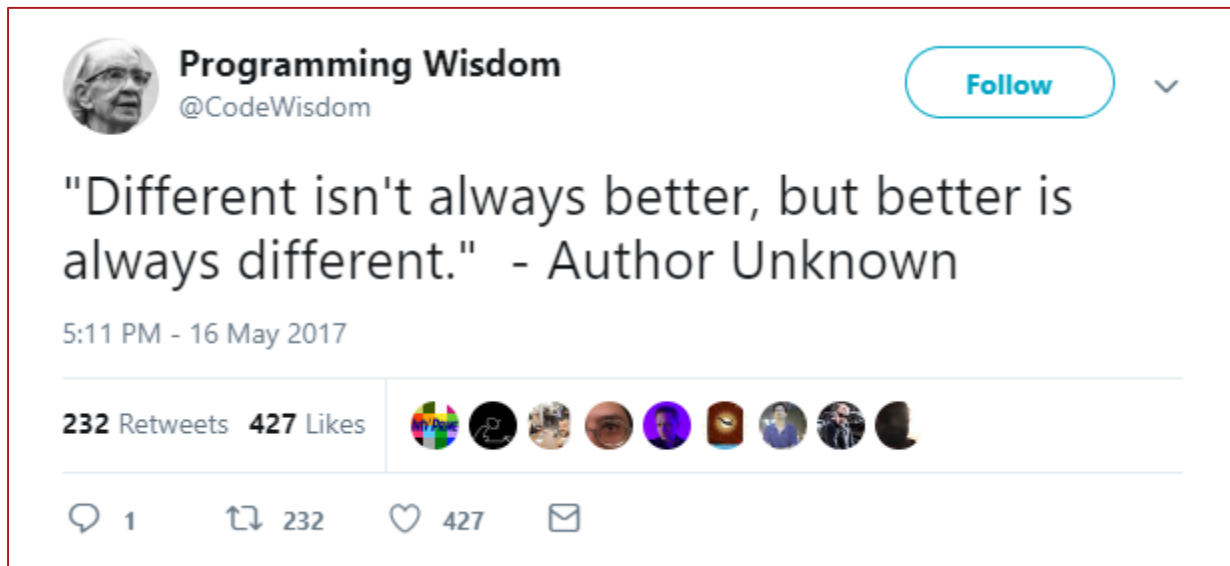 Programming Wisdom
@CodeWisdom
Follow
"Different isn't always better, but better is
always different."  - Author Unknown
5:11 PM - 16 May 2017
232 Retweets 427 Likes
1 232 427